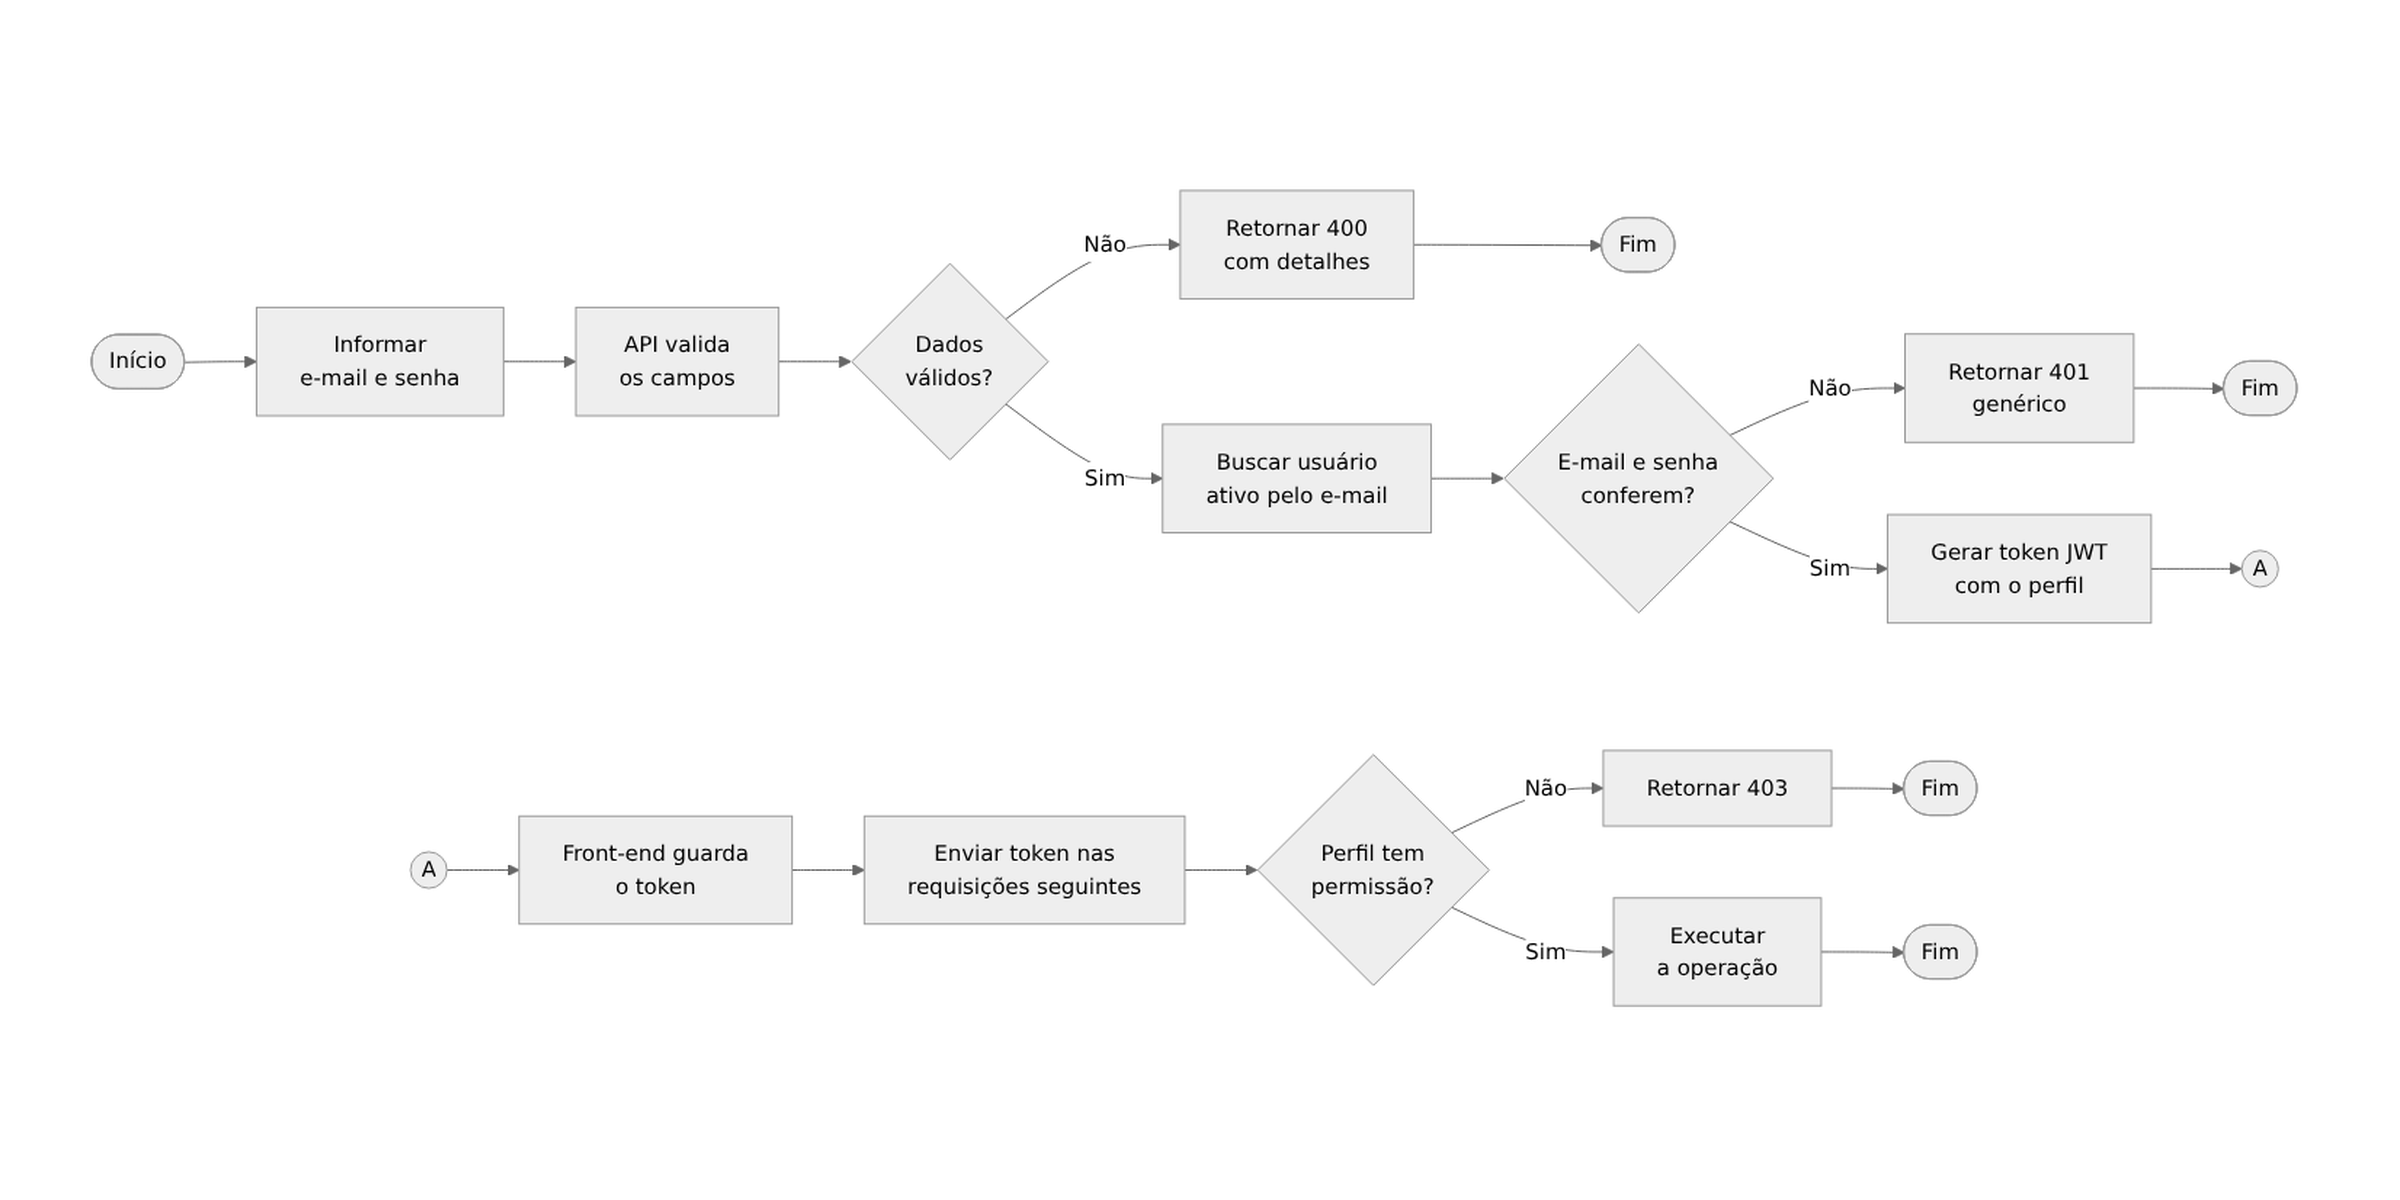 Início
Informar
e-mail e senha
API valida
os campos
Dados
válidos?
Não
Retornar 400
com detalhes
Fim
Sim
Buscar usuário
ativo pelo e-mail
E-mail e senha
conferem?
Não
Retornar 401
genérico
Fim
Sim
Gerar token JWT
com o perfil
A
A
Front-end guarda
o token
Enviar token nas
requisições seguintes
Perfil tem
permissão?
Não
Retornar 403
Fim
Sim
Executar
a operação
Fim